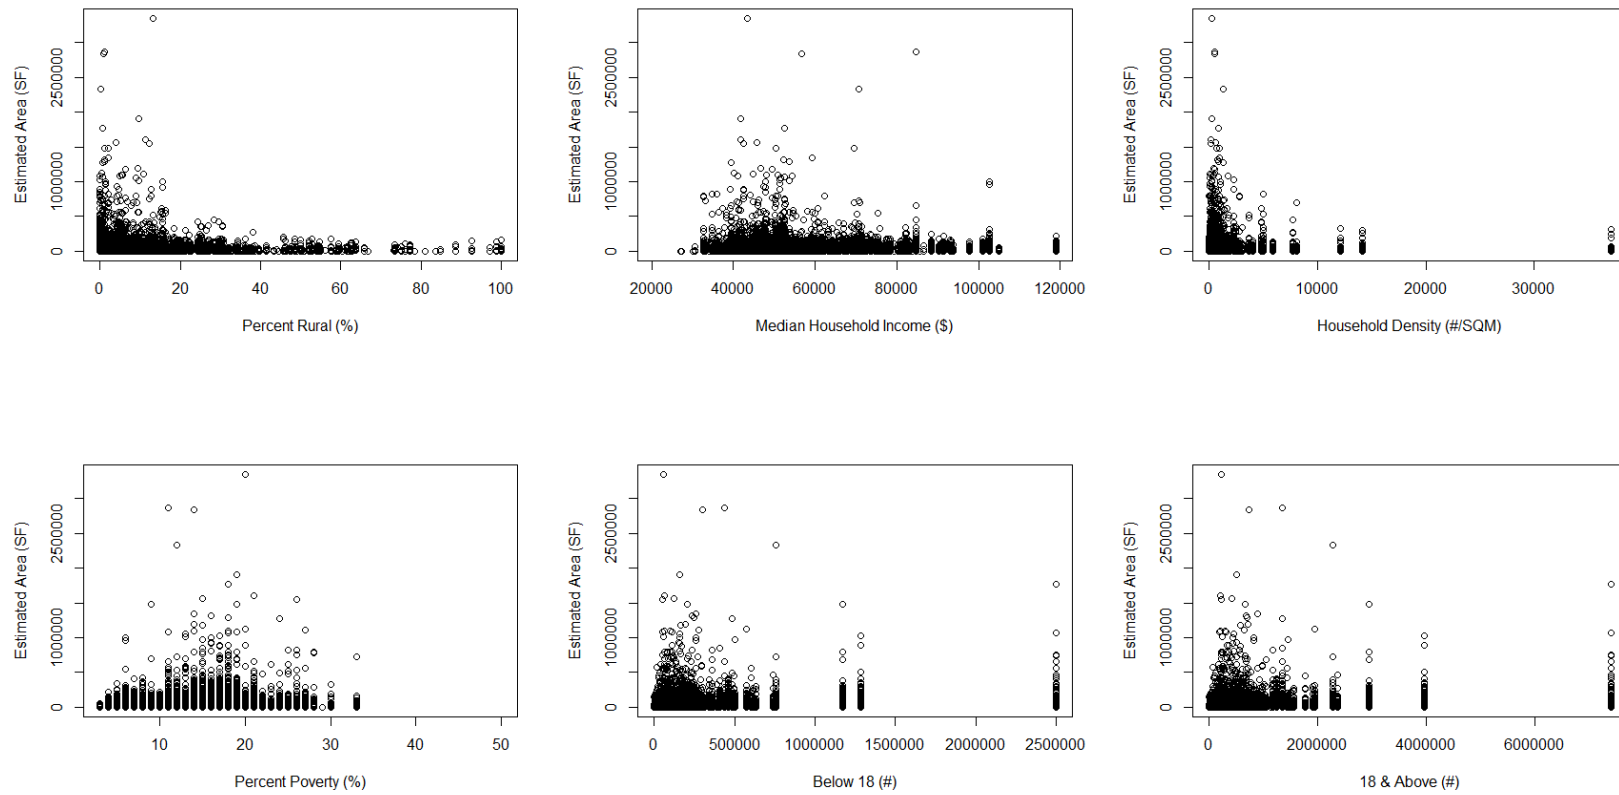 Estimated Area (SF)
0 1000000 2500000
0 20 40 60 80 100
Percent Rural (%)
Estimated Area (SF)
0 1000000 2500000
20000 40000 60000 80000 100000 120000
Median Household Income ($)
Estimated Area (SF)
0 1000000 2500000
0 10000 20000 30000
Household Density (#/SQM)
Estimated Area (SF)
0 1000000 2500000
10 20 30 40 50
Percent Poverty (%)
Estimated Area (SF)
0 1000000 2500000
0 500000 1000000 1500000 2000000 2500000
Below 18 (#)
Estimated Area (SF)
0 1000000 2500000
0 2000000 4000000 6000000
18 & Above (#)